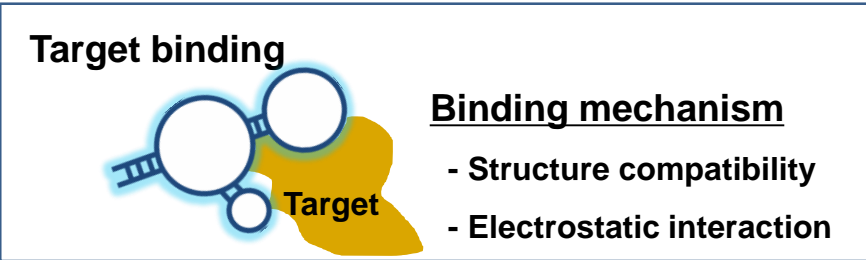 Target binding
Binding mechanism
- Structure compatibility
Target
- Electrostatic interaction